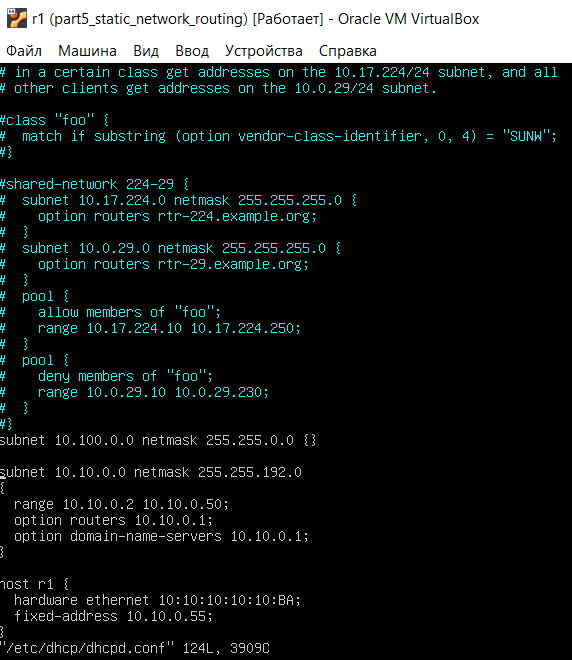 r1 (part5_static_network_routing) [Работает] - Oracle VM VirtualBox
Файл Машина Вид Ввод Устройства Справка
# in a certain class get addresses on the 10.17.224/24 subnet, and all
# other clients get addresses on the 10.0.29/24 subnet.
#class "foo" {
#  match if substring (option vendor-class-identifier, 0, 4) = "SUNW";
#}
#shared-network 224-29 {
#  subnet 10.17.224.0 netmask 255.255.255.0 {
#    option routers rtr-224.example.org;
#  }
#  subnet 10.0.29.0 netmask 255.255.255.0 {
#    option routers rtr-29.example.org;
#  }
#  pool {
#    allow members of "foo";
#    range 10.17.224.10 10.17.224.250;
#  }
#  pool {
#    deny members of "foo";
#    range 10.0.29.10 10.0.29.230;
#  }
#}
subnet 10.100.0.0 netmask 255.255.0.0 {}
subnet 10.10.0.0 netmask 255.255.192.0
{
  range 10.10.0.2 10.10.0.50;
  option routers 10.10.0.1;
  option domain-name-servers 10.10.0.1;
}
host r1 {
  hardware ethernet 10:10:10:10:10:BA;
  fixed-address 10.10.0.55;
}
"/etc/dhcp/dhcpd.conf" 124L, 3909C